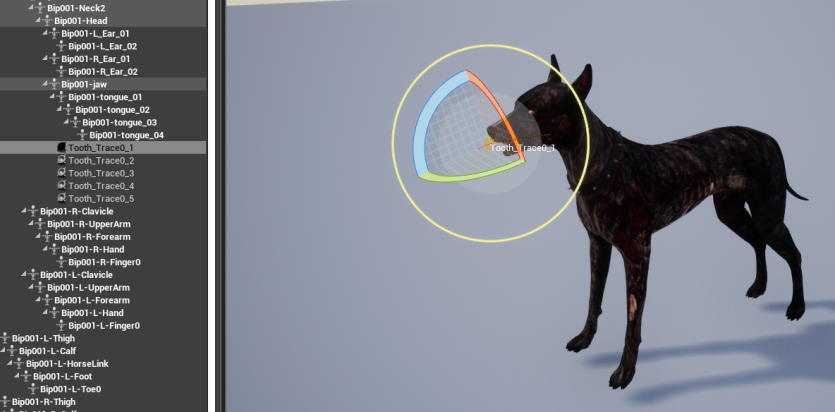 Bip001-Neck2
Bip001-Head
Bip001-L_Ear_01
Bip001-L_Ear_02
Bip001-R_Ear_01
Bip001-R_Ear_02
Bip001-jaw
Bip001-tongue_01
Bip001-tongue_02
Bip001-tongue_03
Bip001-tongue_04
Tooth_Trace0_1
Tooth_Trace0_2
Tooth_Trace0_3
Tooth_Trace0_4
Tooth_Trace0_5
Bip001-R-Clavicle
Bip001-R-UpperArm
Bip001-R-Forearm
Bip001-R-Hand
Bip001-R-Finger0
Bip001-L-Clavicle
Bip001-L-UpperArm
Bip001-L-Forearm
Bip001-L-Hand
Bip001-L-Finger0
Bip001-L-Thigh
Bip001-L-Calf
Bip001-L-HorseLink
Bip001-L-Foot
Bip001-L-Toe0
Bip001-R-Thigh
Tooth_Trace0_1